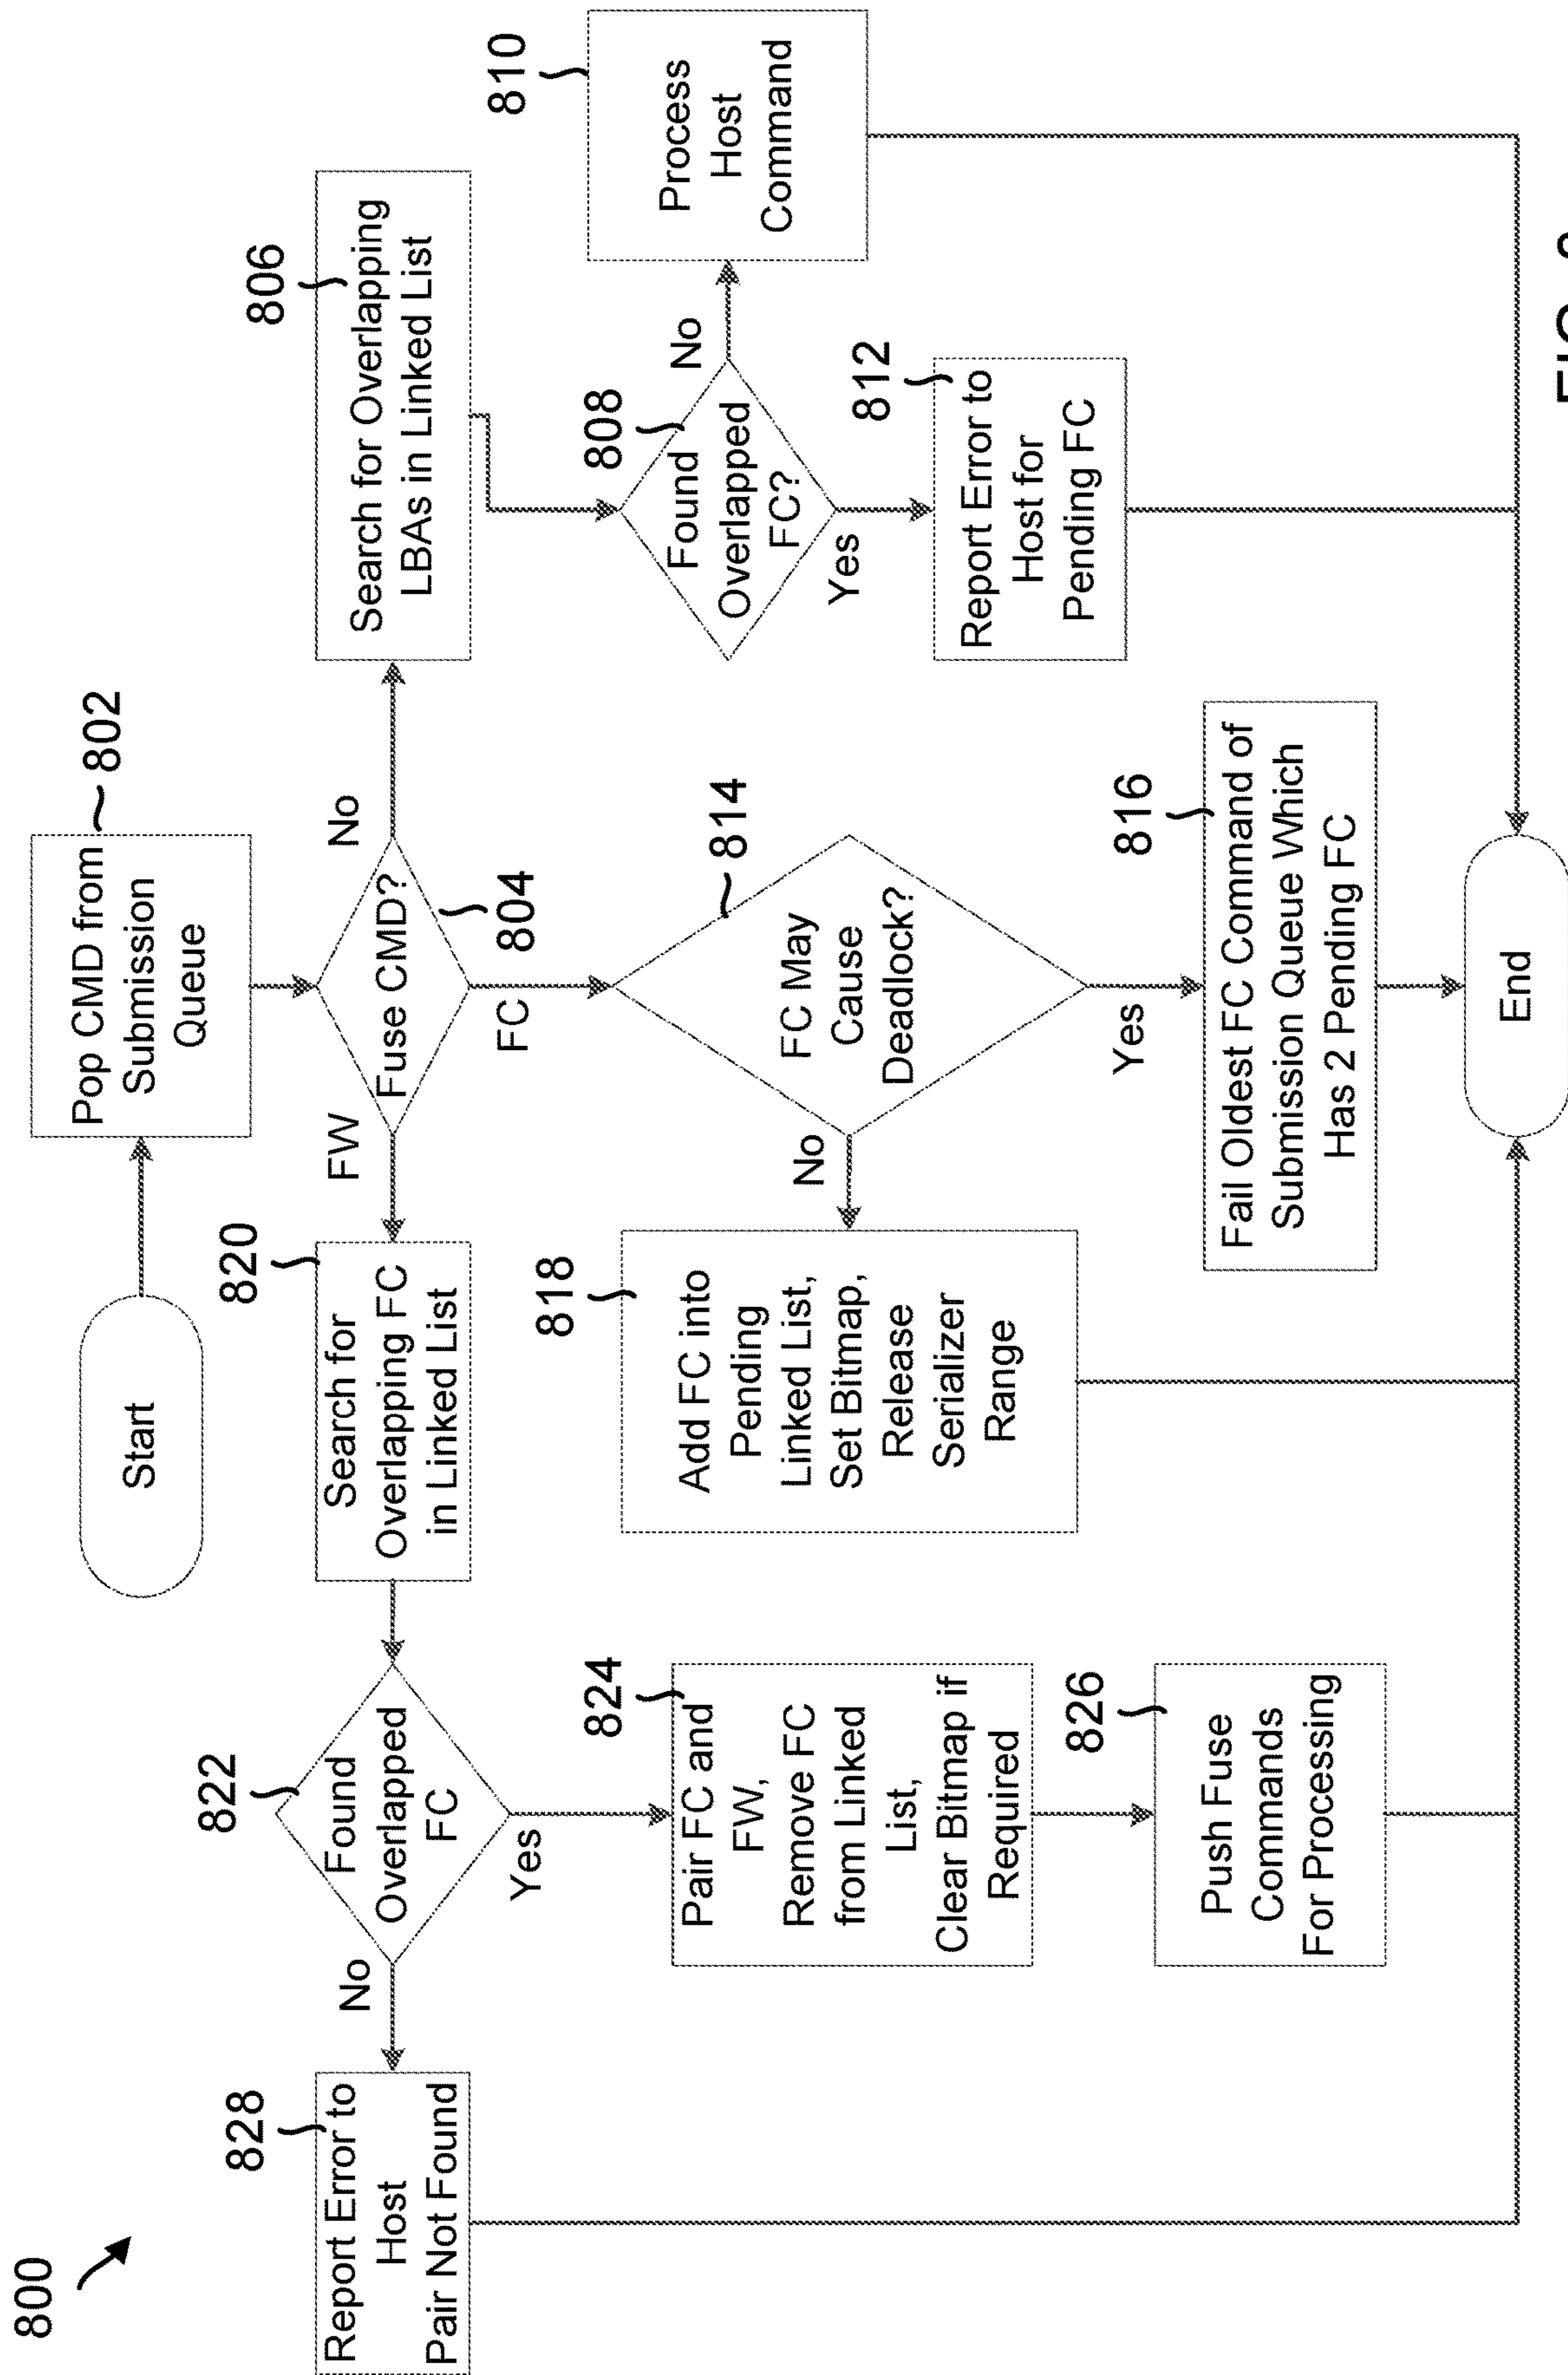 800
Start
Pop CMD from
Submission
Queue
802
Fuse CMD?
804
FW
No
FC
828
Report Error to
Host
Pair Not Found
822
Found
Overlapped
FC
No
Yes
820
Search for
Overlapping FC
in Linked List
806
Search for Overlapping
LBAs in Linked List
808
Found
Overlapped
FC?
No
Yes
810
Process
Host
Command
812
Report Error to
Host for
Pending FC
814
FC May
Cause
Deadlock?
No
Yes
818
Add FC into
Pending
Linked List,
Set Bitmap,
Release
Serializer
Range
816
Fail Oldest FC Command of
Submission Queue Which
Has 2 Pending FC
824
Pair FC and
FW,
Remove FC
from Linked
List,
Clear Bitmap if
Required
826
Push Fuse
Commands
For Processing
End